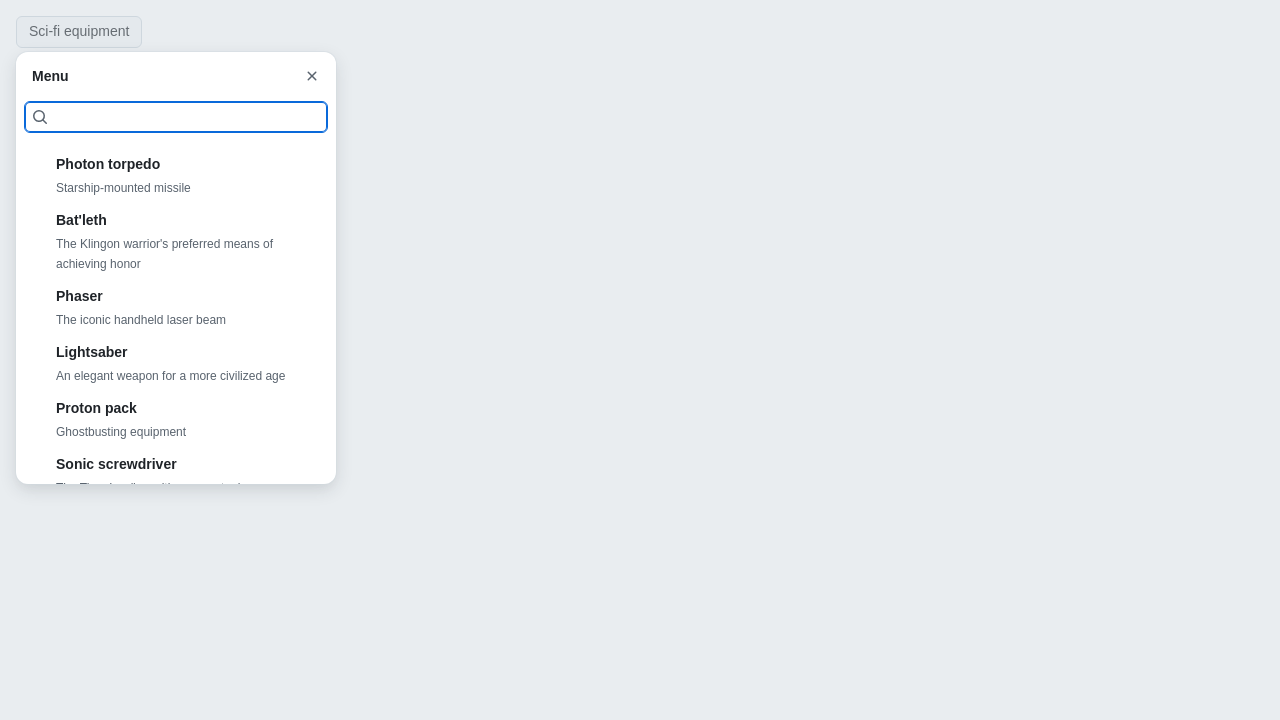 Sci-fi equipment
Menu
Photon torpedo
Starship-mounted missile
Bat'leth
The Klingon warrior's preferred means of
achieving honor
Phaser
The iconic handheld laser beam
Lightsaber
An elegant weapon for a more civilized age
Proton pack
Ghostbusting equipment
Sonic screwdriver